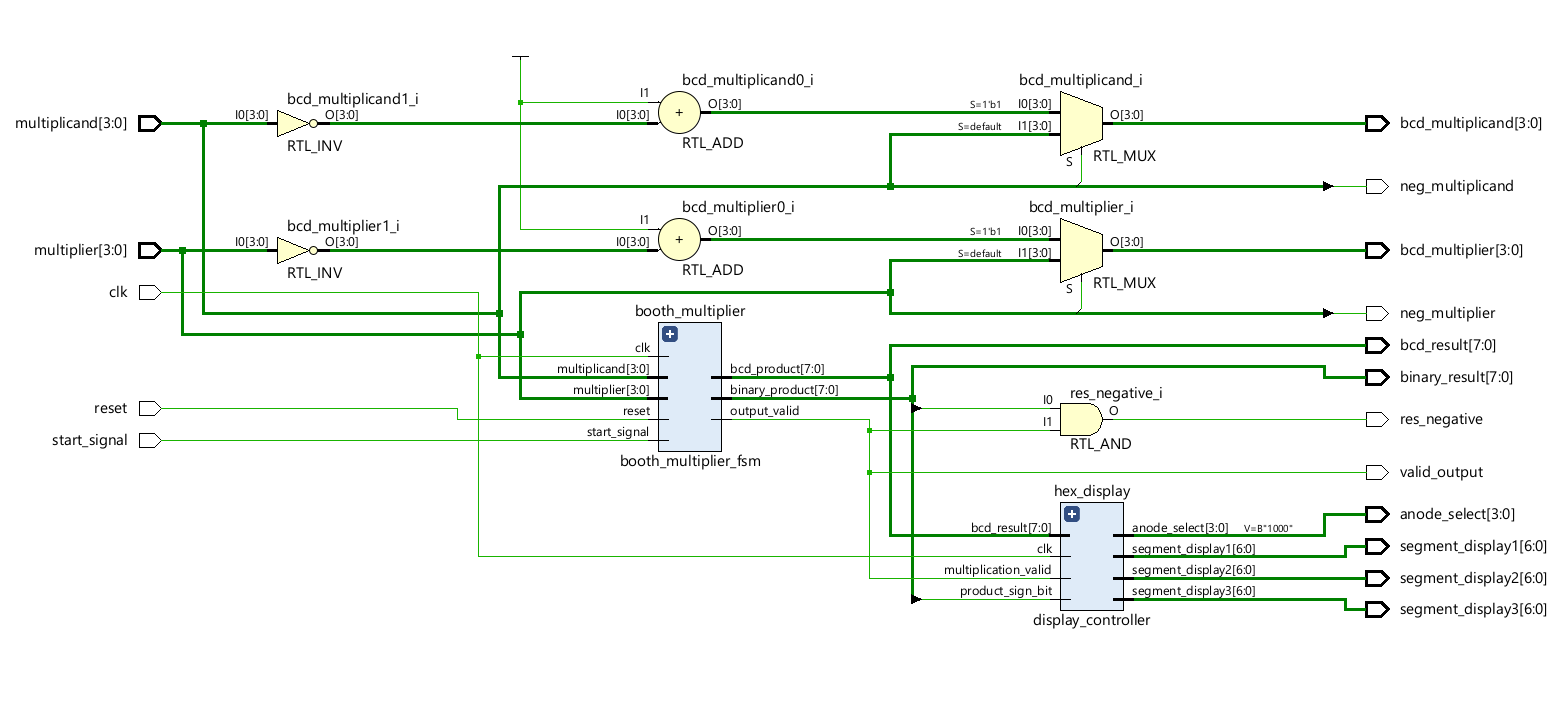 bcd_multiplicand0_i
bcd_multiplicand_i
bcd_multiplicand1_i
I1
O[3:0]
S=1'b1
I0[3:0]
multiplicand[3:0]
I0[3:0]
O[3:0]
I0[3:0]
S=default
I1[3:0]
O[3:0]
bcd_multiplicand[3:0]
RTL_INV
RTL_ADD
S
RTL_MUX
neg_multiplicand
bcd_multiplier0_i
bcd_multiplier_i
bcd_multiplier1_i
I1
O[3:0]
S=1'b1
I0[3:0]
multiplier[3:0]
I0[3:0]
O[3:0]
I0[3:0]
S=default
I1[3:0]
O[3:0]
bcd_multiplier[3:0]
RTL_INV
RTL_ADD
S
RTL_MUX
clk
booth_multiplier
neg_multiplier
clk
bcd_result[7:0]
multiplicand[3:0]
bcd_product[7:0]
binary_result[7:0]
multiplier[3:0]
binary_product[7:0]
res_negative_i
reset
reset
output_valid
I0
O
res_negative
I1
start_signal
start_signal
RTL_AND
booth_multiplier_fsm
valid_output
hex_display
bcd_result[7:0]
anode_select[3:0]
V=B"1000"
anode_select[3:0]
clk
segment_display1[6:0]
segment_display1[6:0]
multiplication_valid
segment_display2[6:0]
segment_display2[6:0]
product_sign_bit
segment_display3[6:0]
segment_display3[6:0]
display_controller